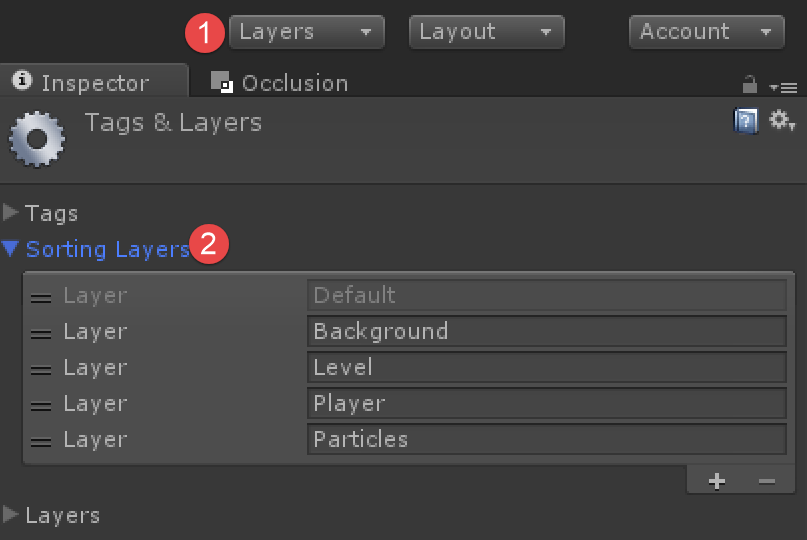 1 Layers Layout Account
Inspector Occlusion
Tags & Layers
Tags
Sorting Layers 2
Layer Default
Layer Background
Layer Level
Layer Player
Layer Particles
+ −
Layers